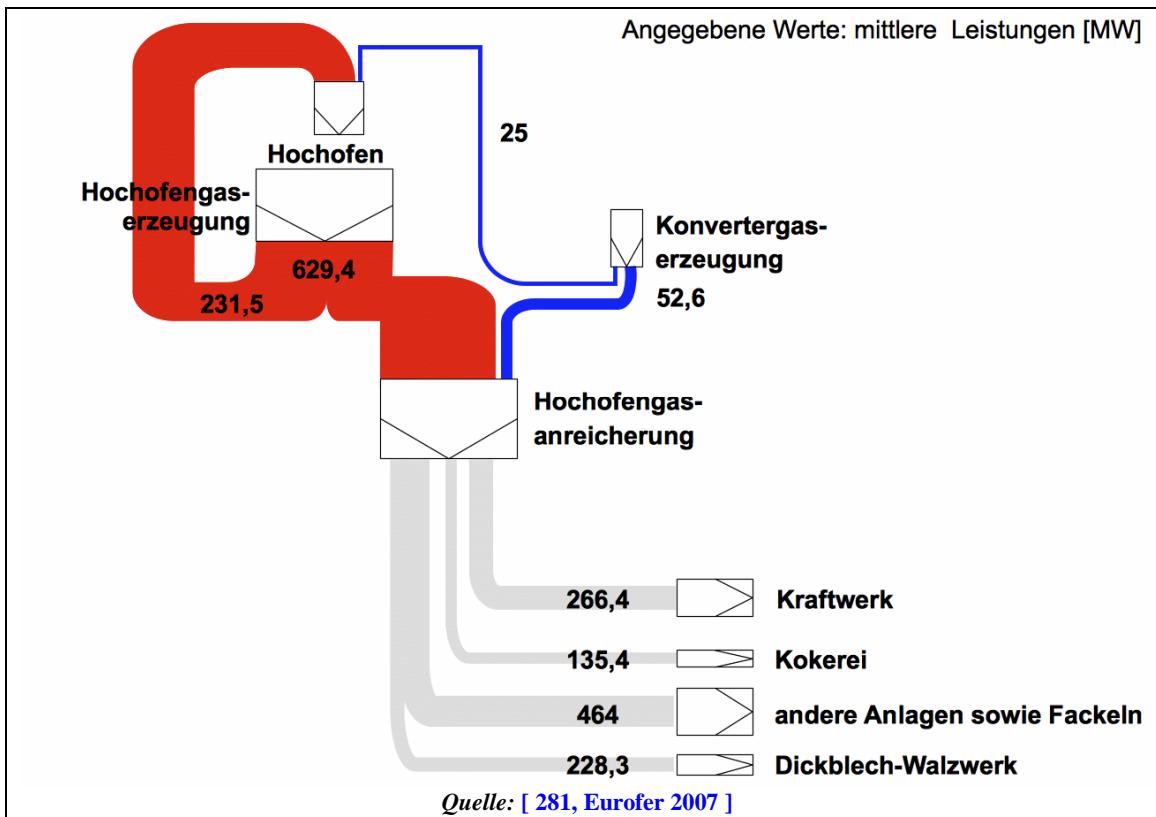 Angegebene Werte: mittlere Leistungen [MW]
25
Hochofen
Hochofengas-
erzeugung
629,4
231,5
Konvertergas-
erzeugung
52,6
Hochofengas-
anreicherung
266,4 Kraftwerk
135,4 Kokerei
464 andere Anlagen sowie Fackeln
228,3 Dickblech-Walzwerk
Quelle: [ 281, Eurofer 2007 ]